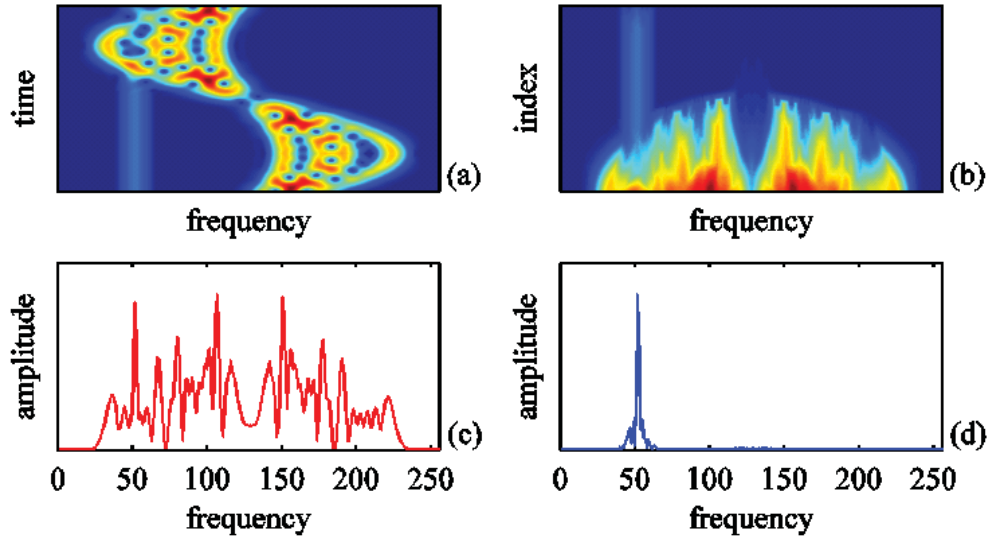 time
(a)
frequency
index
(b)
frequency
amplitude
(c)
0 50 100 150 200 250
frequency
amplitude
(d)
0 50 100 150 200 250
frequency